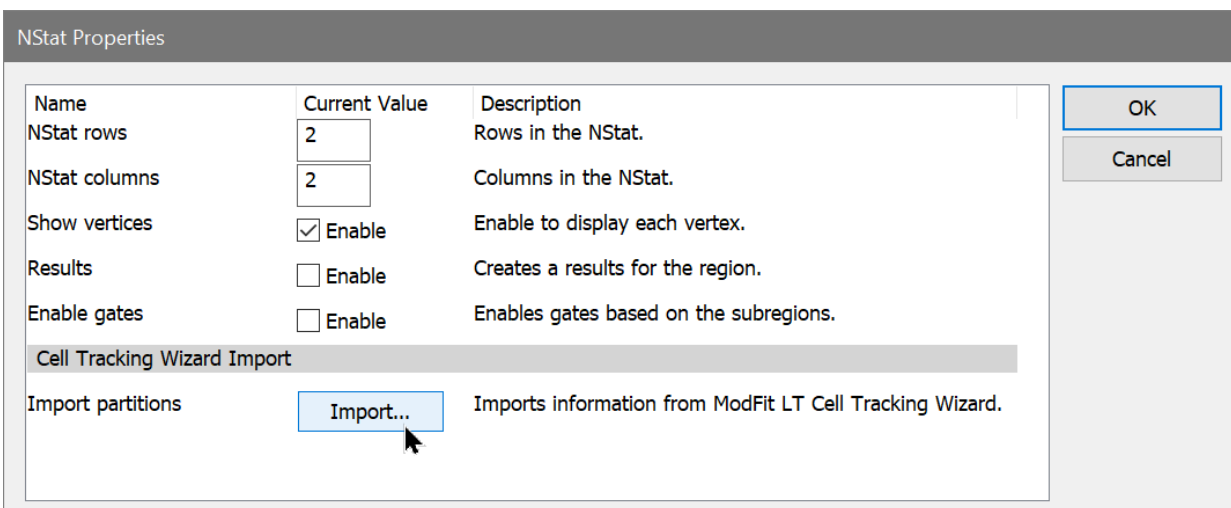 NStat Properties
Name Current Value Description
NStat rows 2 Rows in the NStat.
NStat columns 2 Columns in the NStat.
Show vertices Enable Enable to display each vertex.
Results Enable Creates a results for the region.
Enable gates Enable Enables gates based on the subregions.
Cell Tracking Wizard Import
Import partitions Import... Imports information from ModFit LT Cell Tracking Wizard.
OK
Cancel